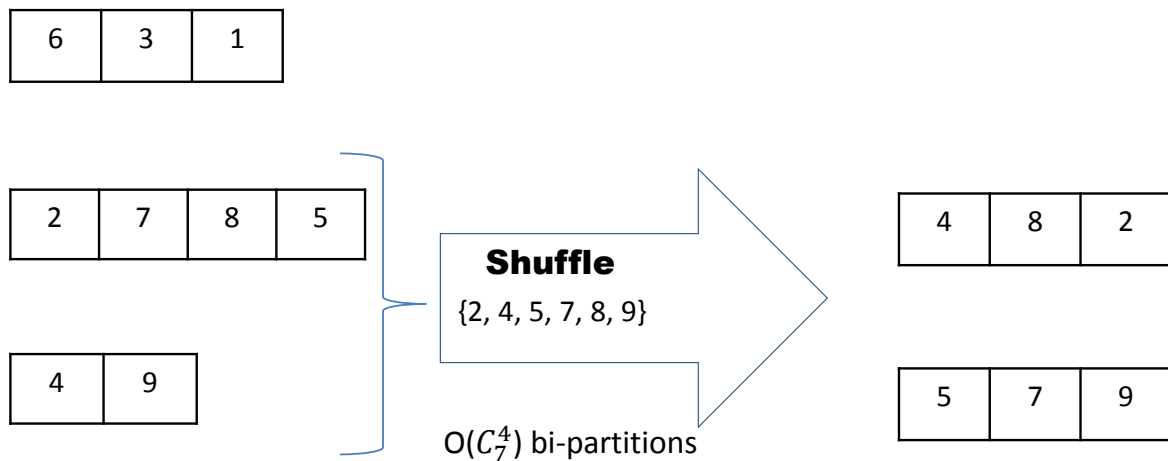 6 3 1
2 7 8 5
4 9
Shuffle
{2, 4, 5, 7, 8, 9}
O(𝐶₇⁴) bi-partitions
4 8 2
5 7 9